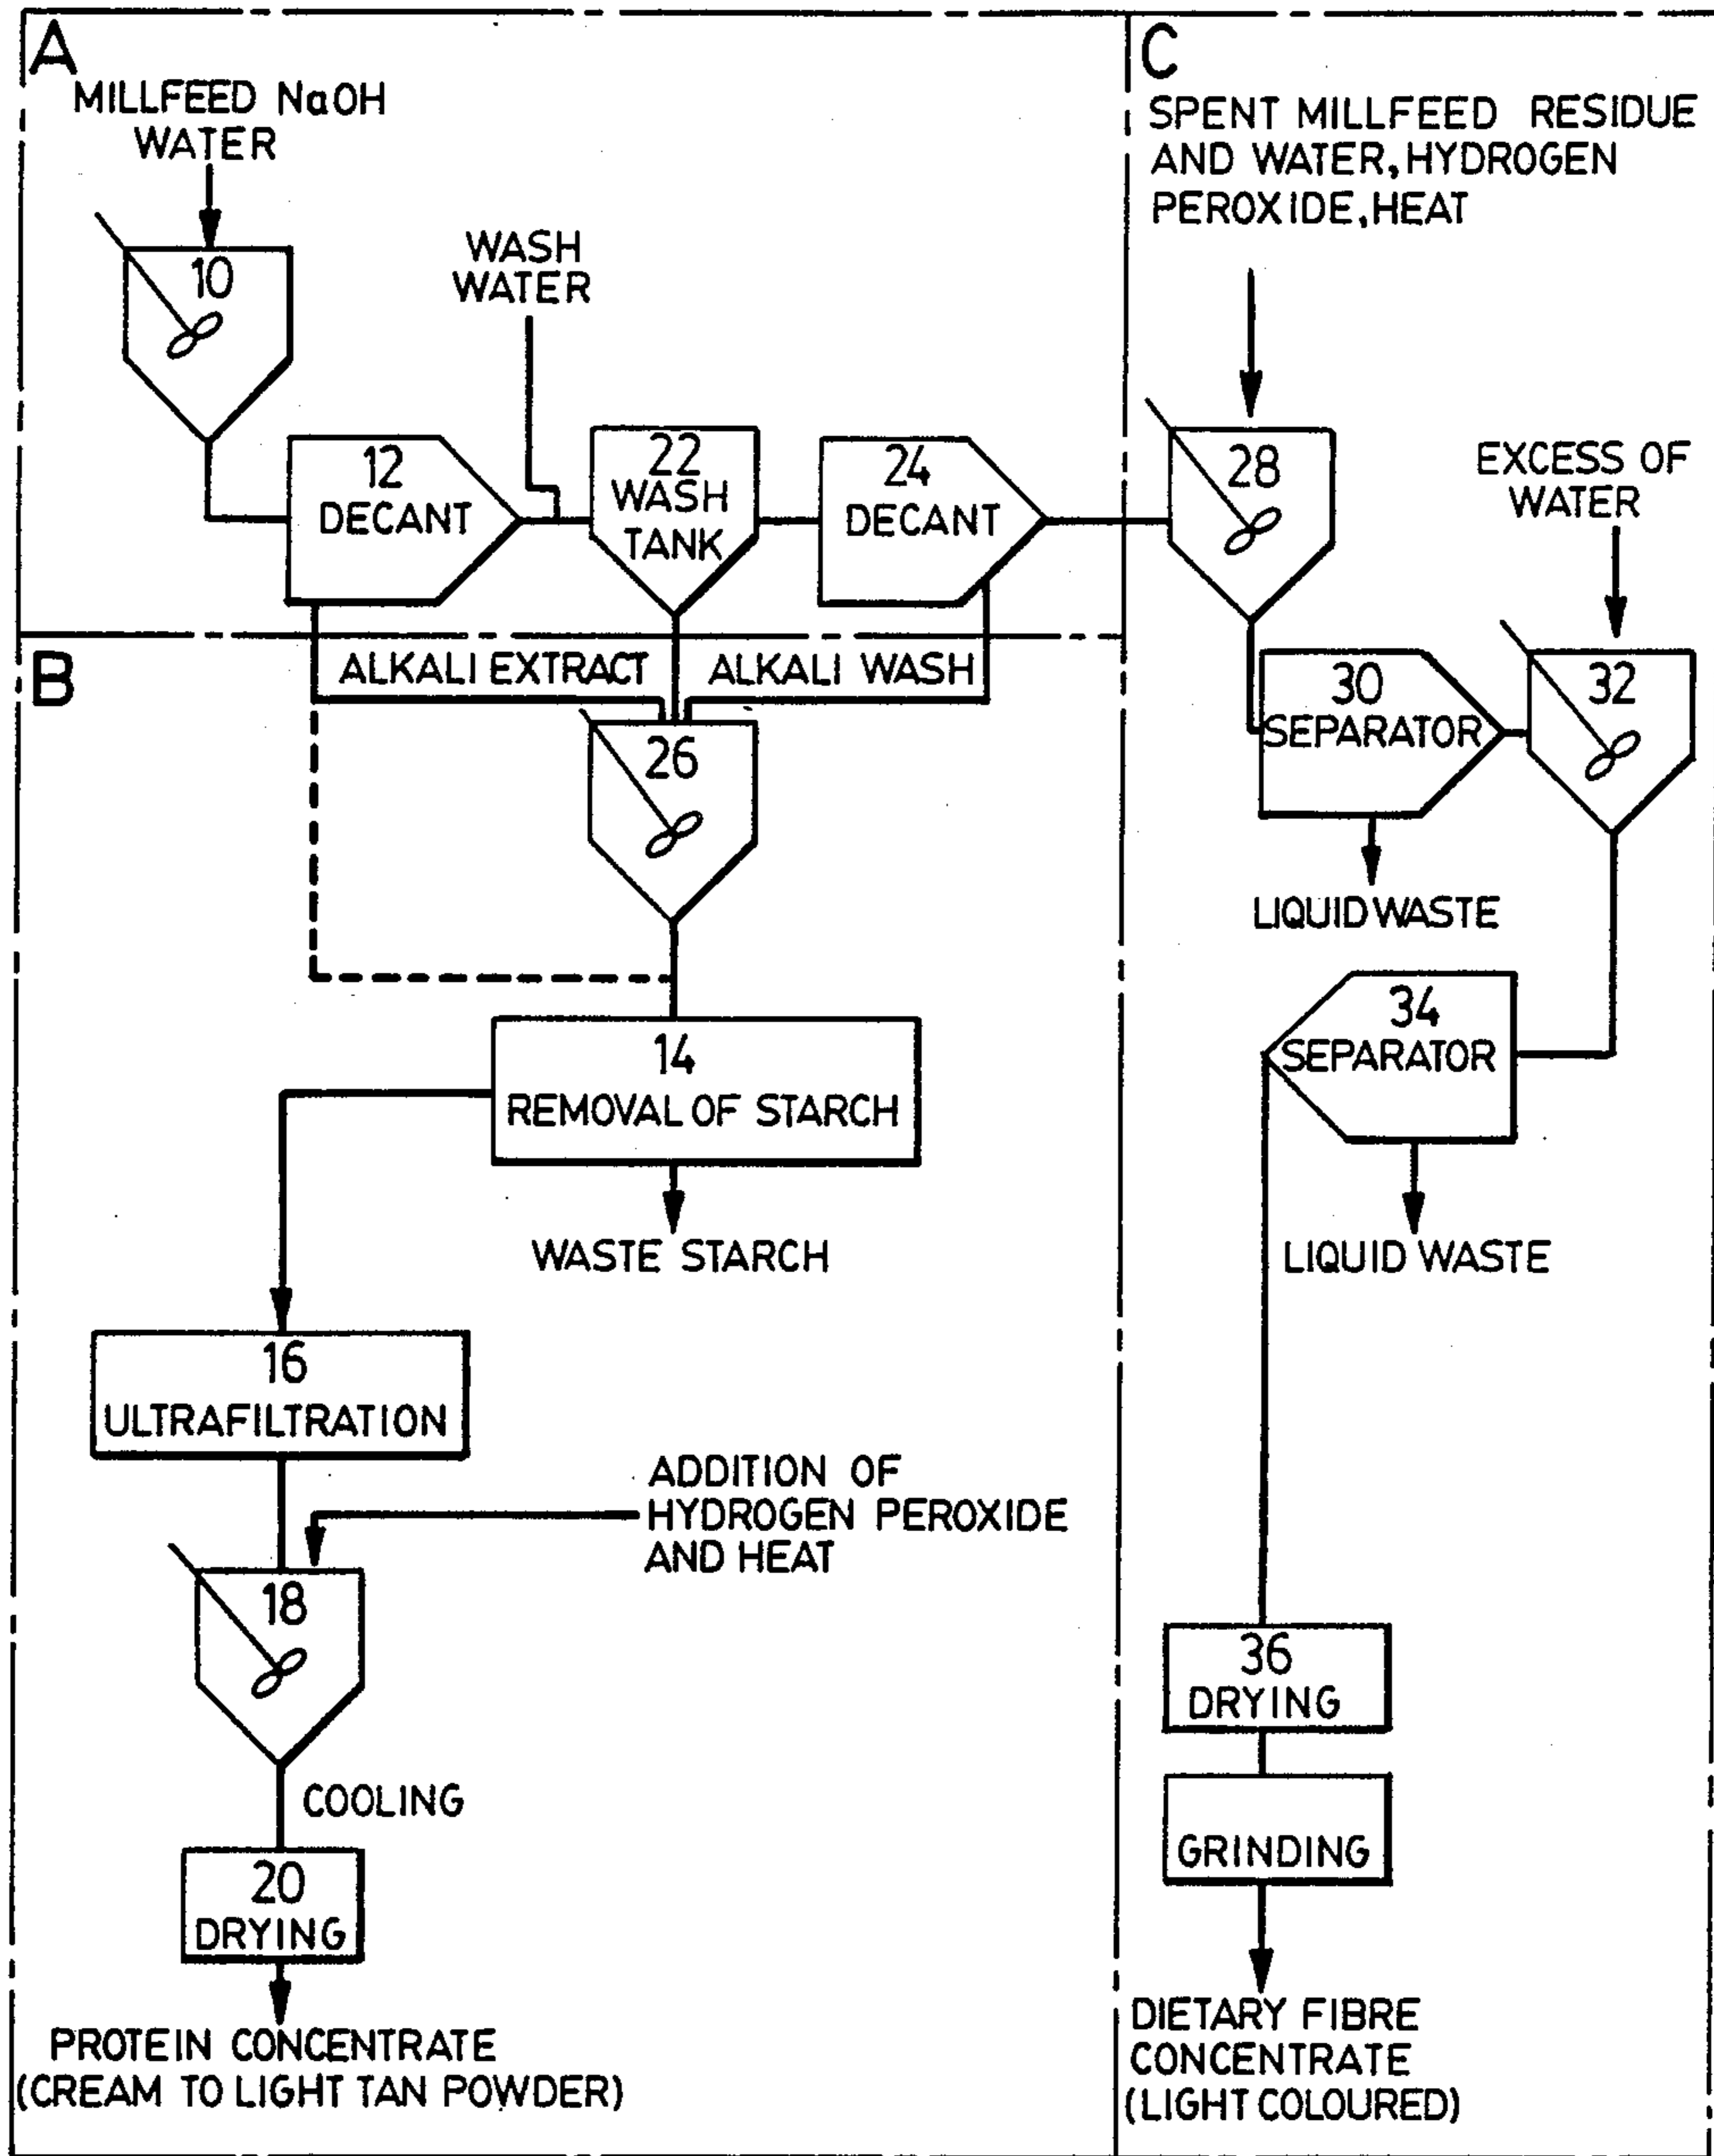 A
MILLFEED NaOH
WATER
10
WASH
WATER
12
DECANT
22
WASH
TANK
24
DECANT
B
ALKALI EXTRACT
ALKALI WASH
26
14
REMOVAL OF STARCH
WASTE STARCH
16
ULTRAFILTRATION
ADDITION OF
HYDROGEN PEROXIDE
AND HEAT
18
COOLING
20
DRYING
PROTEIN CONCENTRATE
(CREAM TO LIGHT TAN POWDER)
C
SPENT MILLFEED RESIDUE
AND WATER, HYDROGEN
PEROXIDE, HEAT
28
EXCESS OF
WATER
30
SEPARATOR
32
LIQUID WASTE
34
SEPARATOR
LIQUID WASTE
36
DRYING
GRINDING
DIETARY FIBRE
CONCENTRATE
(LIGHT COLOURED)